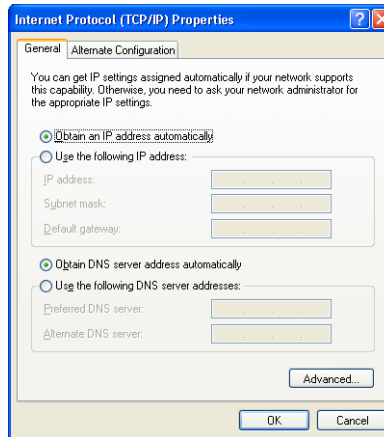 Internet Protocol (TCP/IP) Properties
General
Alternate Configuration
You can get IP settings assigned automatically if your network supports
this capability. Otherwise, you need to ask your network administrator for
the appropriate IP settings.
Obtain an IP address automatically
Use the following IP address:
IP address:
Subnet mask:
Default gateway:
Obtain DNS server address automatically
Use the following DNS server addresses:
Preferred DNS server:
Alternate DNS server:
Advanced...
OK
Cancel